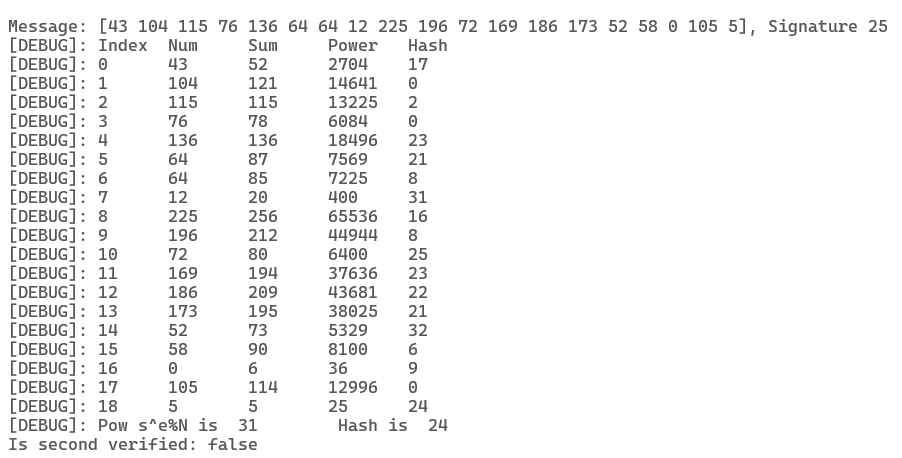 Message: [43 104 115 76 136 64 64 12 225 196 72 169 186 173 52 58 0 105 5], Signature 25
[DEBUG]: Index Num Sum Power Hash
[DEBUG]: 0 43 52 2704 17
[DEBUG]: 1 104 121 14641 0
[DEBUG]: 2 115 115 13225 2
[DEBUG]: 3 76 78 6084 0
[DEBUG]: 4 136 136 18496 23
[DEBUG]: 5 64 87 7569 21
[DEBUG]: 6 64 85 7225 8
[DEBUG]: 7 12 20 400 31
[DEBUG]: 8 225 256 65536 16
[DEBUG]: 9 196 212 44944 8
[DEBUG]: 10 72 80 6400 25
[DEBUG]: 11 169 194 37636 23
[DEBUG]: 12 186 209 43681 22
[DEBUG]: 13 173 195 38025 21
[DEBUG]: 14 52 73 5329 32
[DEBUG]: 15 58 90 8100 6
[DEBUG]: 16 0 6 36 9
[DEBUG]: 17 105 114 12996 0
[DEBUG]: 18 5 5 25 24
[DEBUG]: Pow s^e%N is 31 Hash is 24
Is second verified: false